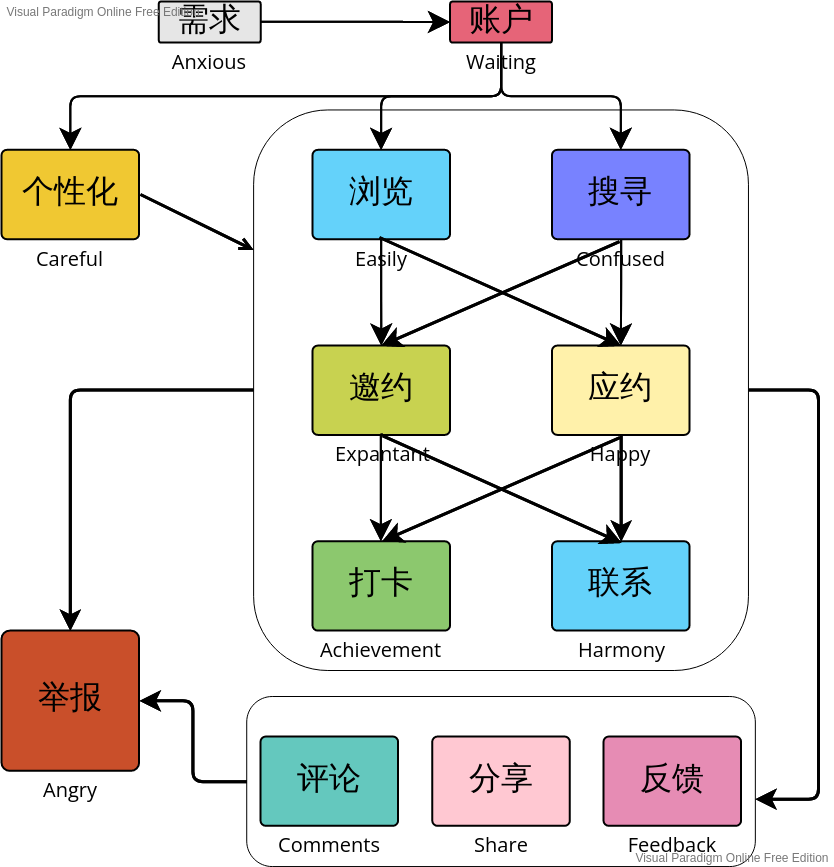 Visual Paradigm Online Free Edition
需求
账户
Anxious
Waiting
个性化
浏览
搜寻
Careful
Easily
Confused
邀约
应约
Expantant
Happy
打卡
联系
Achievement
Harmony
举报
Angry
评论
分享
反馈
Comments
Share
Feedback
Visual Paradigm Online Free Edition